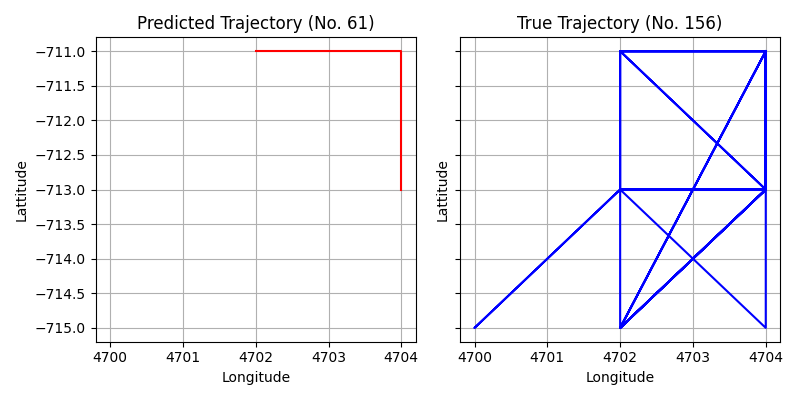 Predicted Trajectory (No. 61)
True Trajectory (No. 156)
−711.0
−711.5
−712.0
−712.5
−713.0
−713.5
−714.0
−714.5
−715.0
Lattitude
Lattitude
4700 4701 4702 4703 4704
4700 4701 4702 4703 4704
Longitude
Longitude